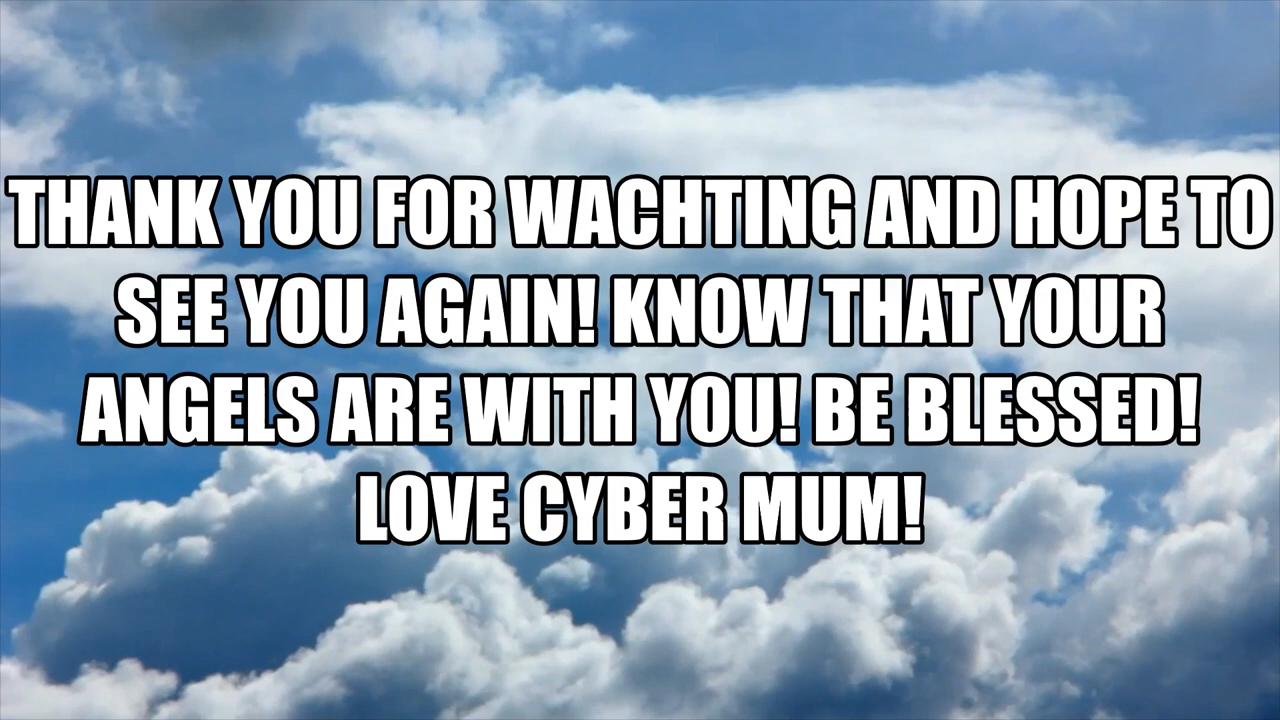 THANK YOU FOR WACHTING AND HOPE TO
SEE YOU AGAIN! KNOW THAT YOUR
ANGELS ARE WITH YOU! BE BLESSED!
LOVE CYBER MUM!